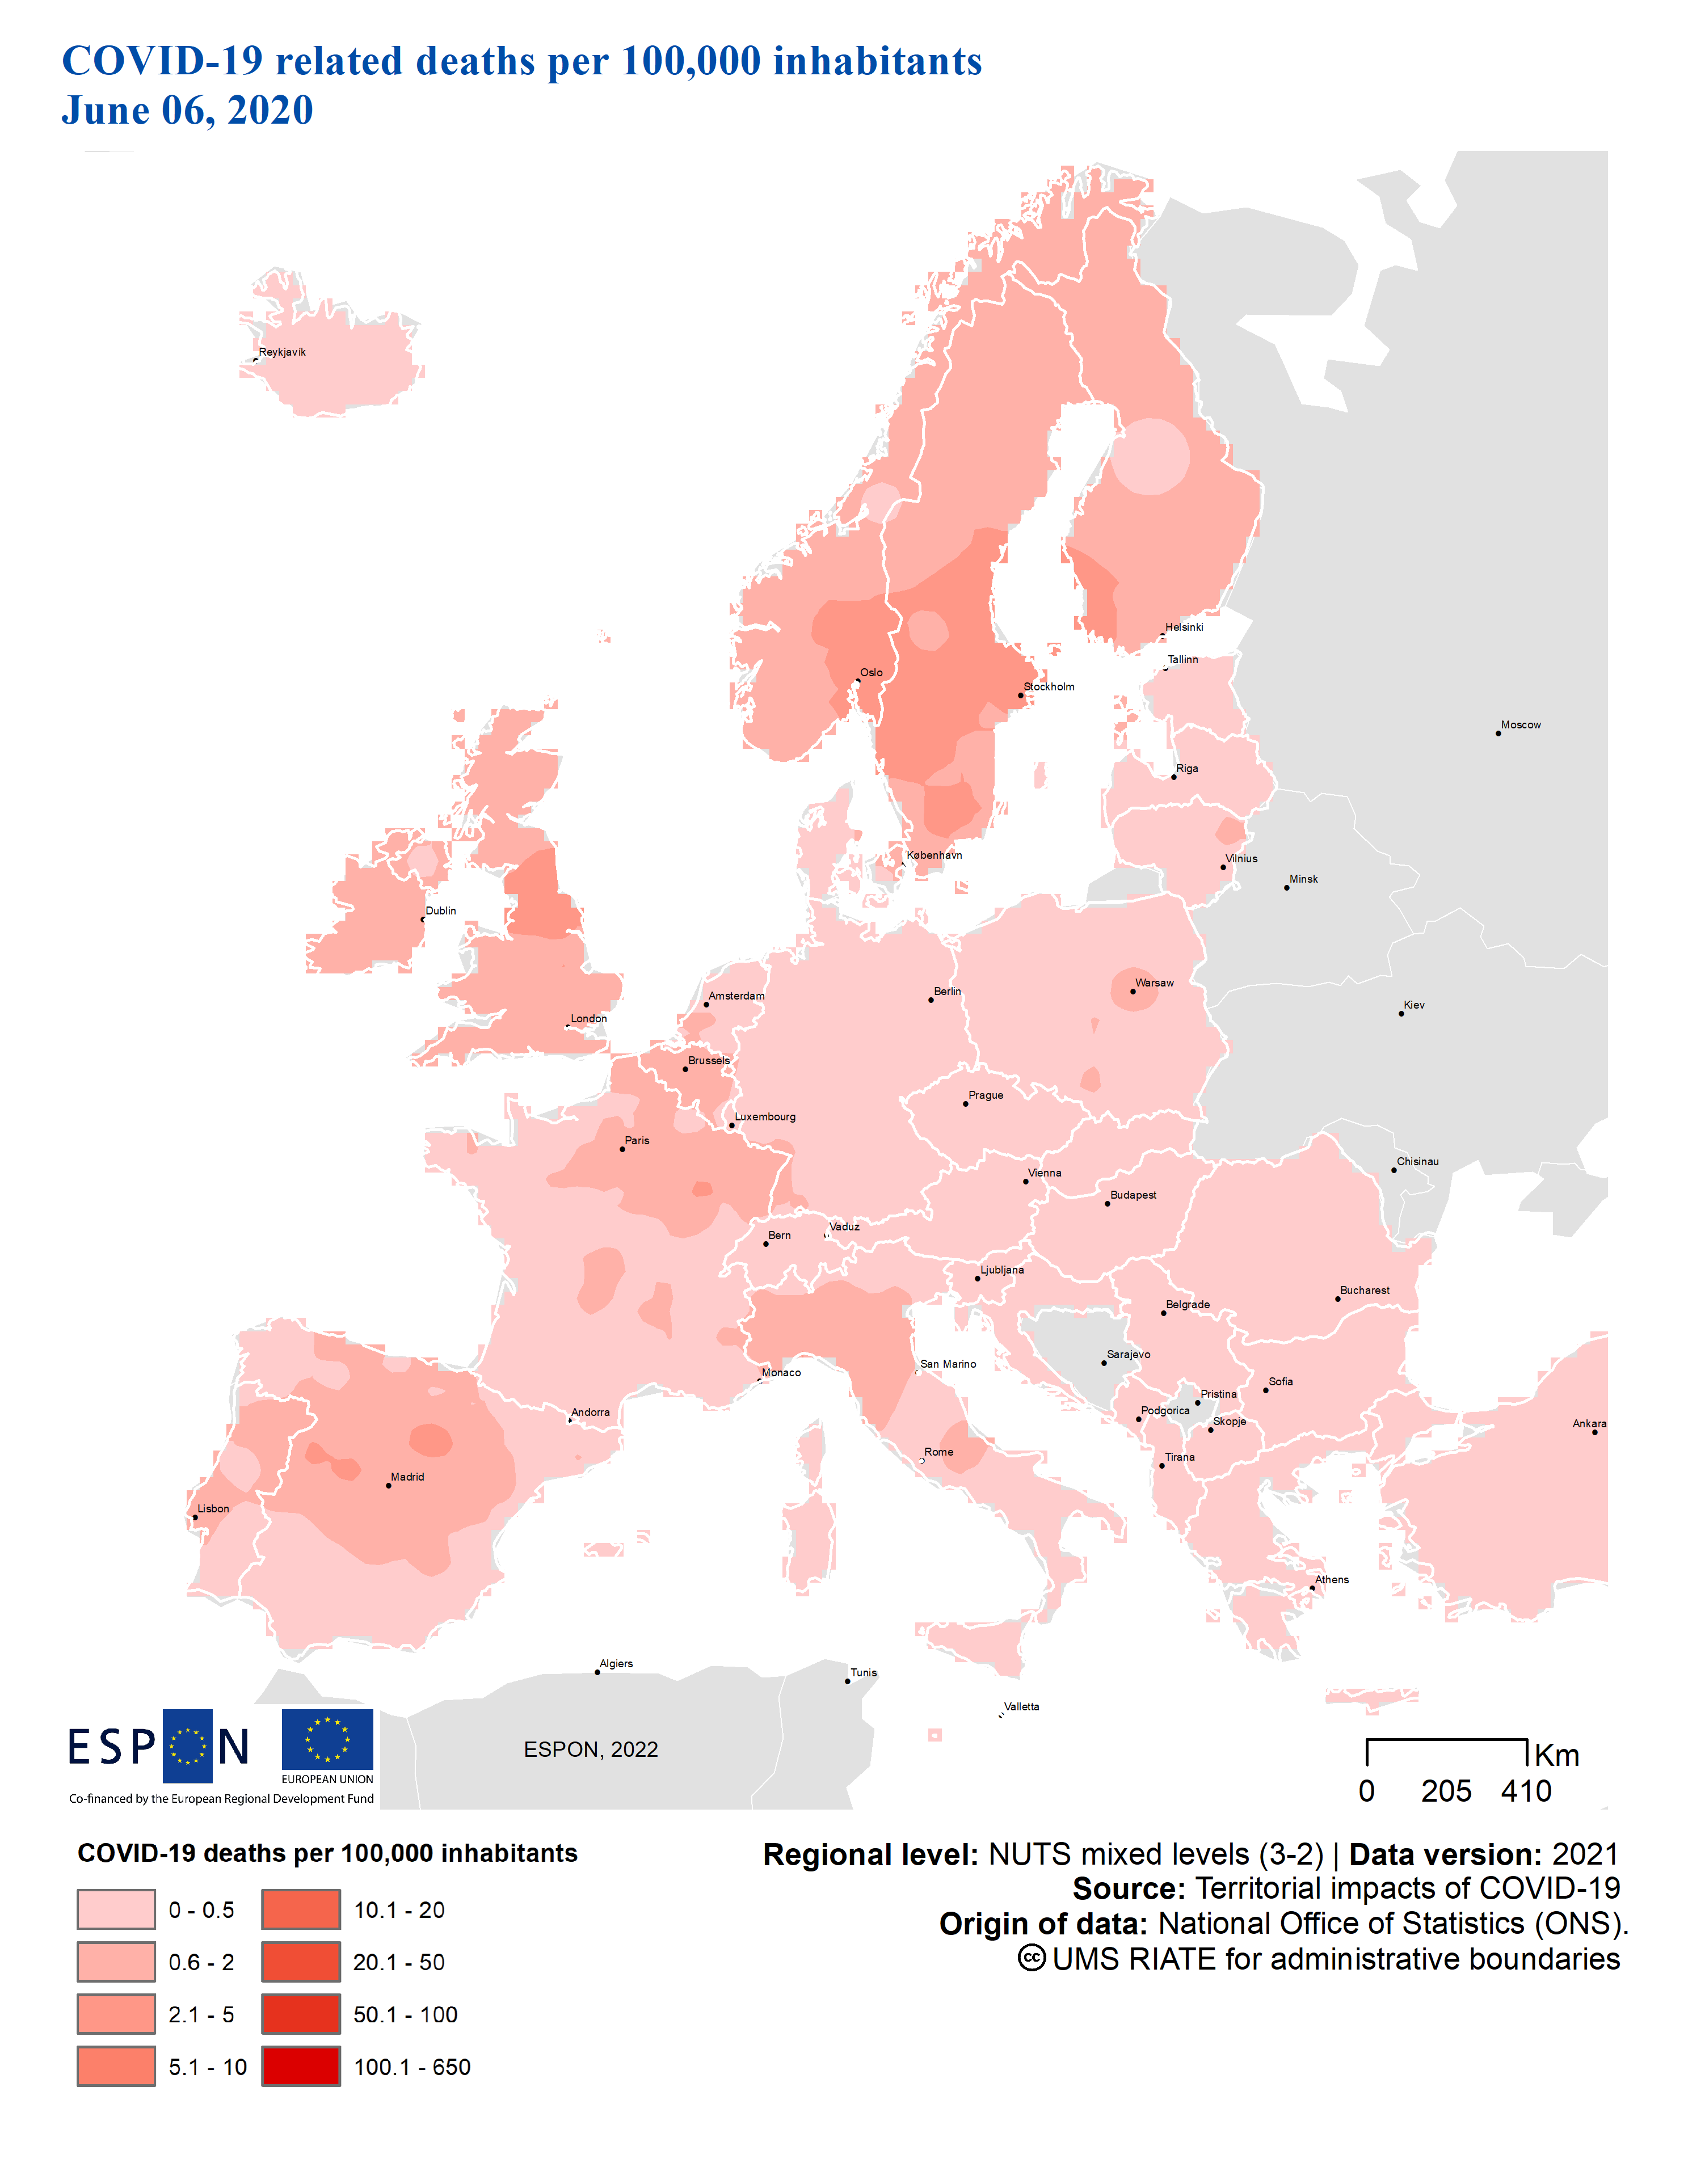 COVID-19 related deaths per 100,000 inhabitants
June 06, 2020
Reykjavík
Helsinki
Tallinn
Oslo
Stockholm
Moscow
Riga
København
Vilnius
Minsk
Dublin
Warsaw
Berlin
Amsterdam
Kiev
London
Brussels
Prague
Luxembourg
Paris
Chisinau
Vienna
Budapest
Vaduz
Bern
Ljubljana
Bucharest
Belgrade
Sarajevo
San Marino
Monaco
Sofia
Pristina
Podgorica
Andorra
Skopje
Ankara
Rome
Tirana
Madrid
Lisbon
Athens
Algiers
Tunis
Valletta
ESPON
EUROPEAN UNION
Co-financed by the European Regional Development Fund
ESPON, 2022
Km
0 205 410
COVID-19 deaths per 100,000 inhabitants
0 - 0.5
0.6 - 2
2.1 - 5
5.1 - 10
10.1 - 20
20.1 - 50
50.1 - 100
100.1 - 650
Regional level: NUTS mixed levels (3-2) | Data version: 2021
Source: Territorial impacts of COVID-19
Origin of data: National Office of Statistics (ONS).
cc UMS RIATE for administrative boundaries